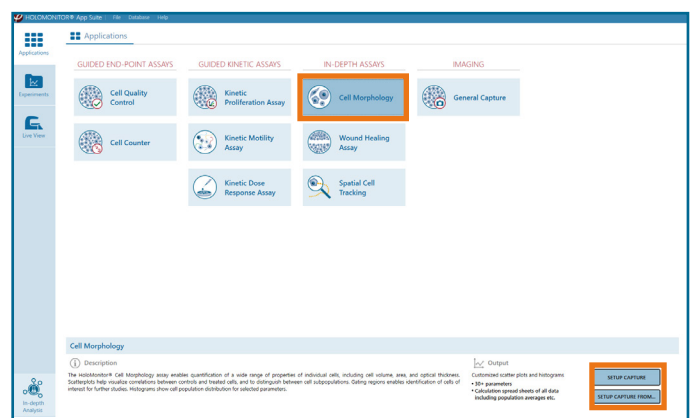 HOLOMONITOR® App Suite File Database Help
Applications
Applications
Experiments
Live View
In-depth
Analysis
GUIDED END-POINT ASSAYS
Cell Quality
Control
Cell Counter
GUIDED KINETIC ASSAYS
Kinetic
Proliferation Assay
Kinetic Motility
Assay
Kinetic Dose
Response Assay
IN-DEPTH ASSAYS
Cell Morphology
Wound Healing
Assay
Spatial Cell
Tracking
IMAGING
General Capture
Cell Morphology
Description
The HoloMonitor® Cell Morphology assay enables quantification of a wide range of properties of individual cells, including cell volume, area, and optical thickness.
Scatterplots help visualize correlations between controls and treated cells, and to distinguish between cell subpopulations. Gating regions enables identification of cells of
interest for further studies. Histograms show cell population distribution for selected parameters.
Output
Customized scatter plots and histograms
• 30+ parameters
• Calculation spread sheets of all data
including population averages etc.
SETUP CAPTURE
SETUP CAPTURE FROM...